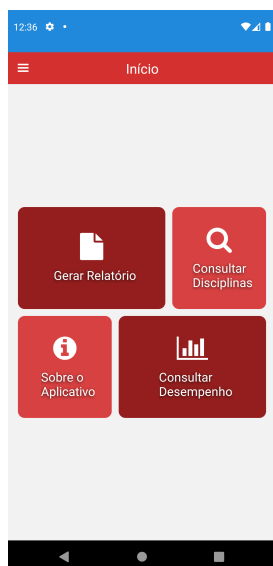 12:36
Início
Gerar Relatório
Consultar
Disciplinas
Sobre o
Aplicativo
Consultar
Desempenho